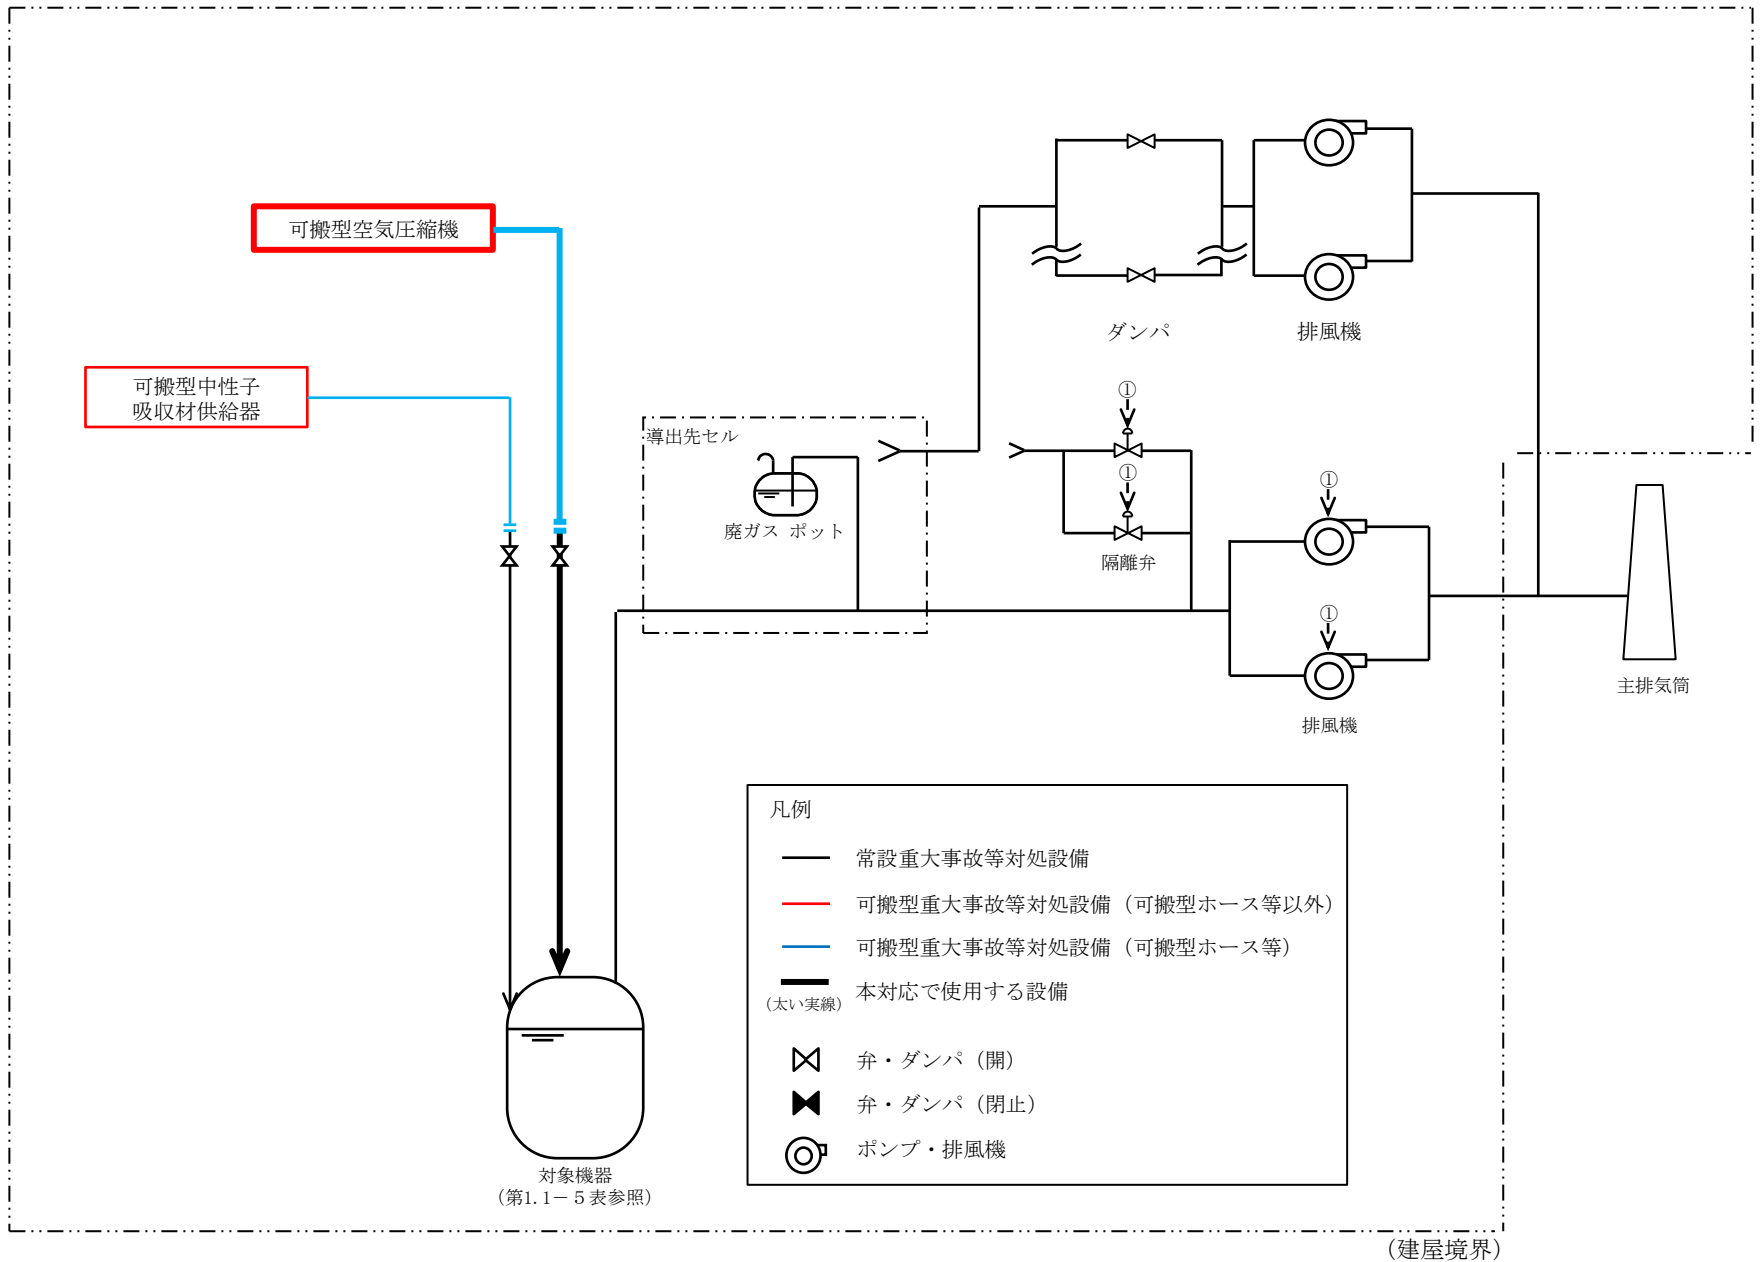 可搬型空気圧縮機
可搬型中性子
吸収材供給器
ダンパ
排風機
①
導出先セル
①
①
廃ガス ポット
隔離弁
①
主排気筒
排風機
凡例
常設重大事故等対処設備
可搬型重大事故等対処設備（可搬型ホース等以外）
可搬型重大事故等対処設備（可搬型ホース等）
本対応で使用する設備
（太い実線）
弁・ダンパ（開）
弁・ダンパ（閉止）
ポンプ・排風機
対象機器
（第1.1－５表参照）
（建屋境界）